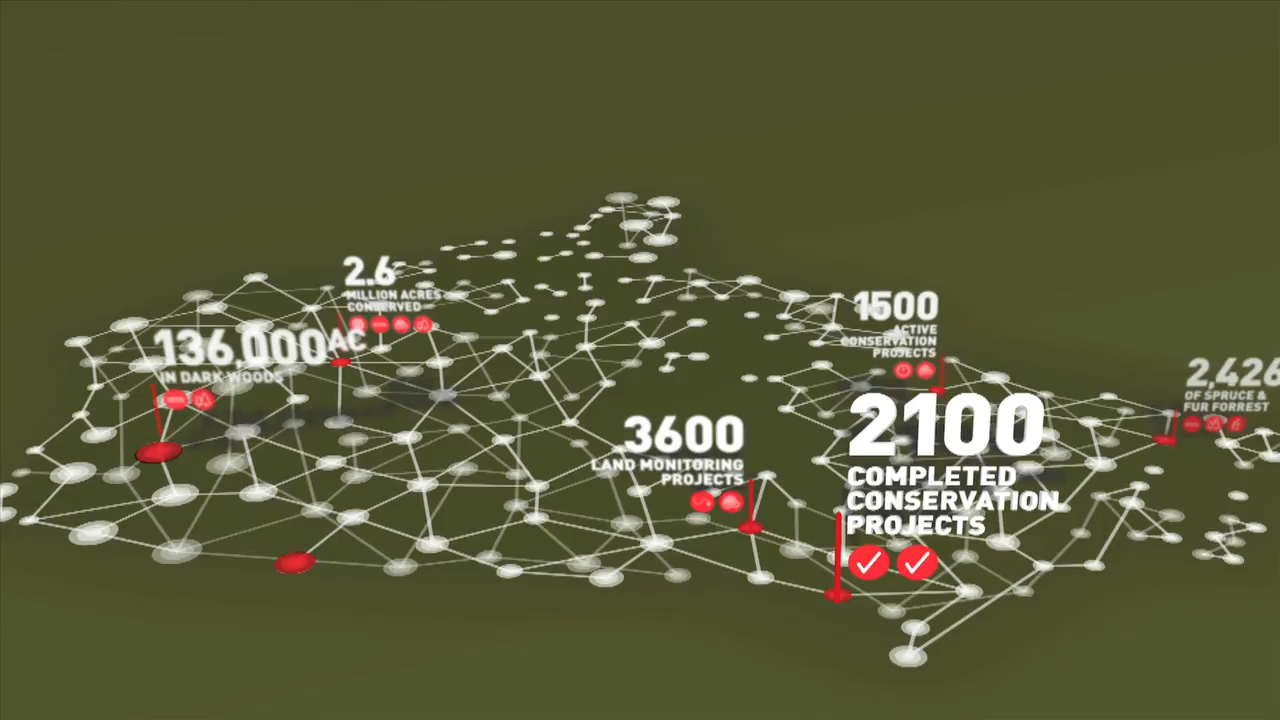 2.6
MILLION ACRES
CONSERVED
136,000AC
IN DARK WOODS
1500
ACTIVE
CONSERVATION
PROJECTS
2,426
OF SPRUCE &
FUR FORREST
3600
LAND MONITORING
PROJECTS
2100
COMPLETED
CONSERVATION
PROJECTS